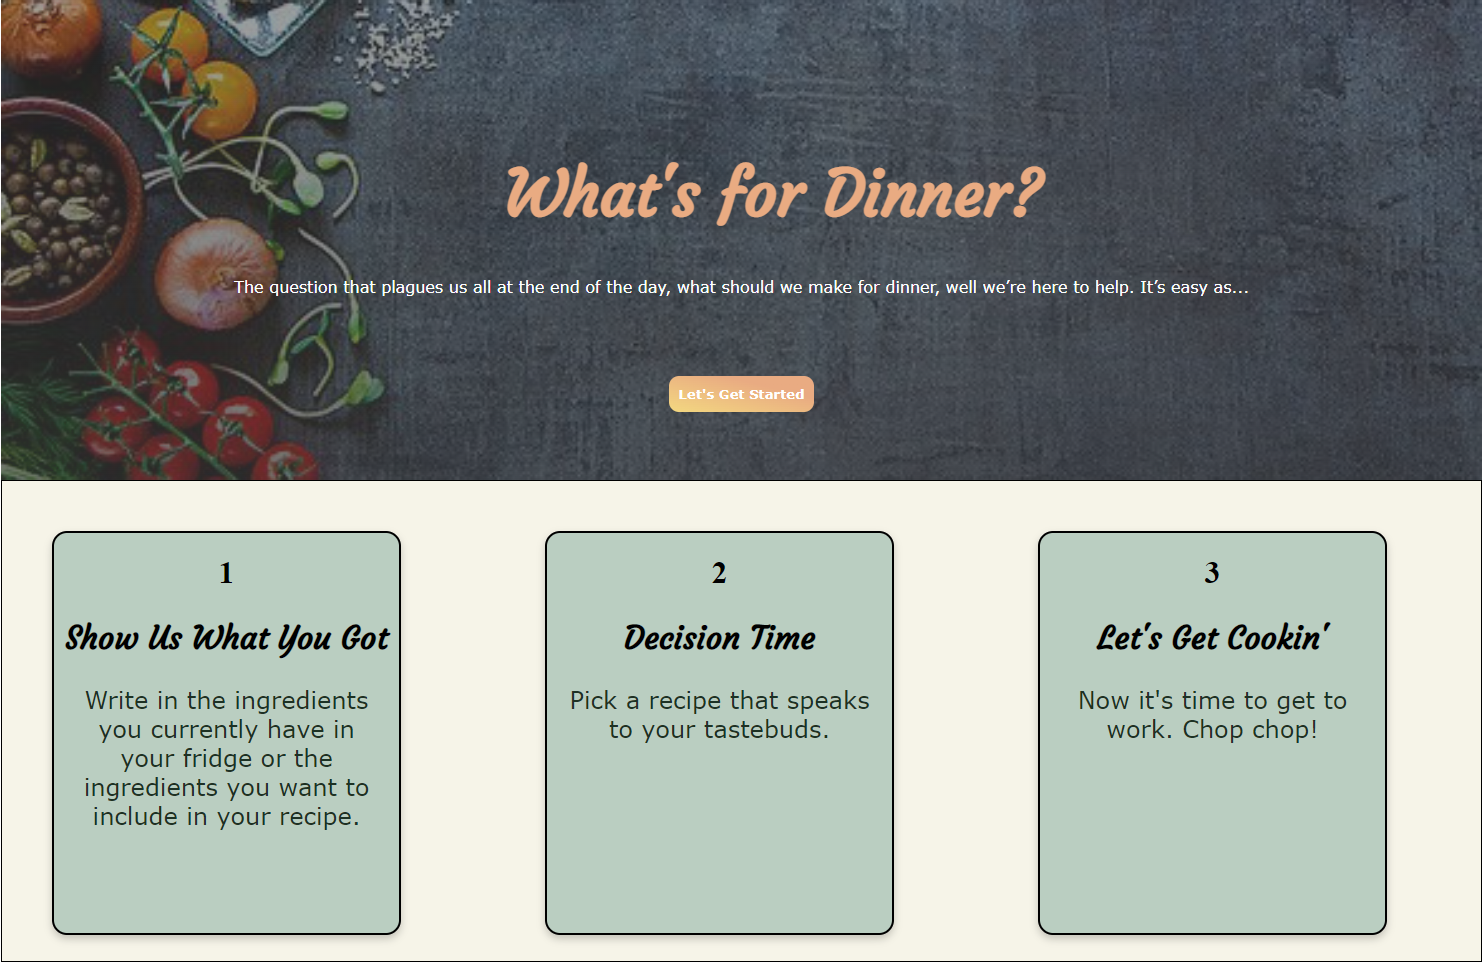 What's for Dinner?
The question that plagues us all at the end of the day, what should we make for dinner, well we’re here to help. It’s easy as...
Let's Get Started
1
Show Us What You Got
Write in the ingredients
you currently have in
your fridge or the
ingredients you want to
include in your recipe.
2
Decision Time
Pick a recipe that speaks
to your tastebuds.
3
Let's Get Cookin'
Now it's time to get to
work. Chop chop!